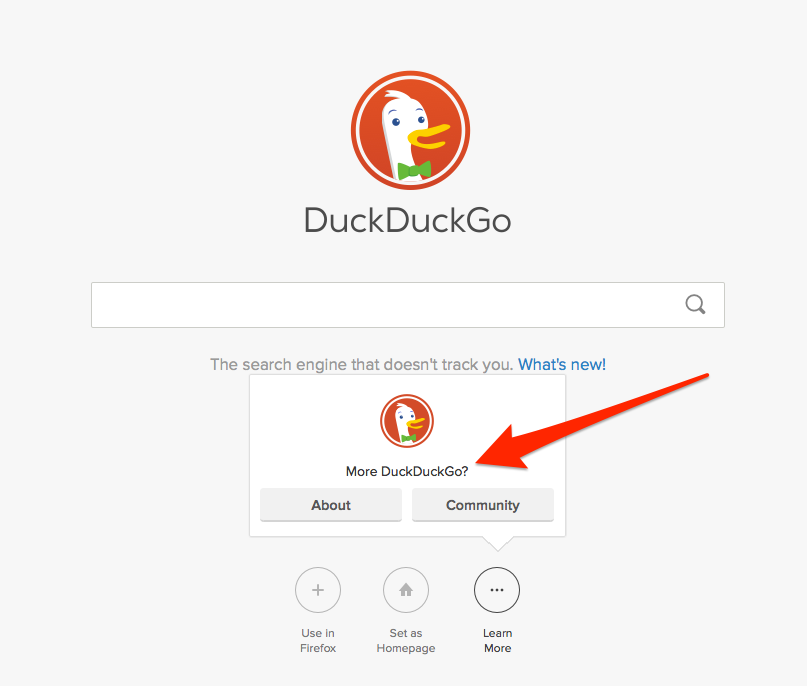 DuckDuckGo
The search engine that doesn't track you. What's new!
More DuckDuckGo?
About
Community
Use in
Firefox
Set as
Homepage
Learn
More